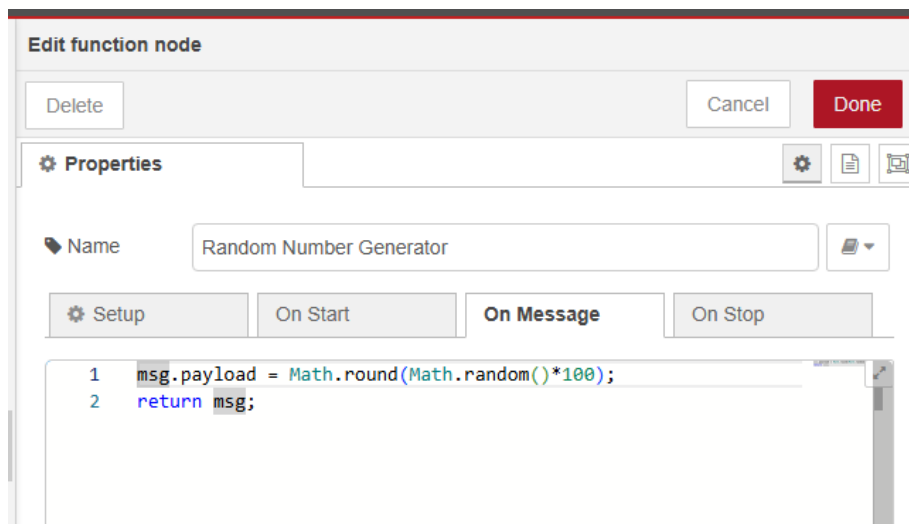 Edit function node
Delete
Cancel
Done
Properties
Name
Random Number Generator
Setup
On Start
On Message
On Stop
1 msg.payload = Math.round(Math.random()*100);
2 return msg;